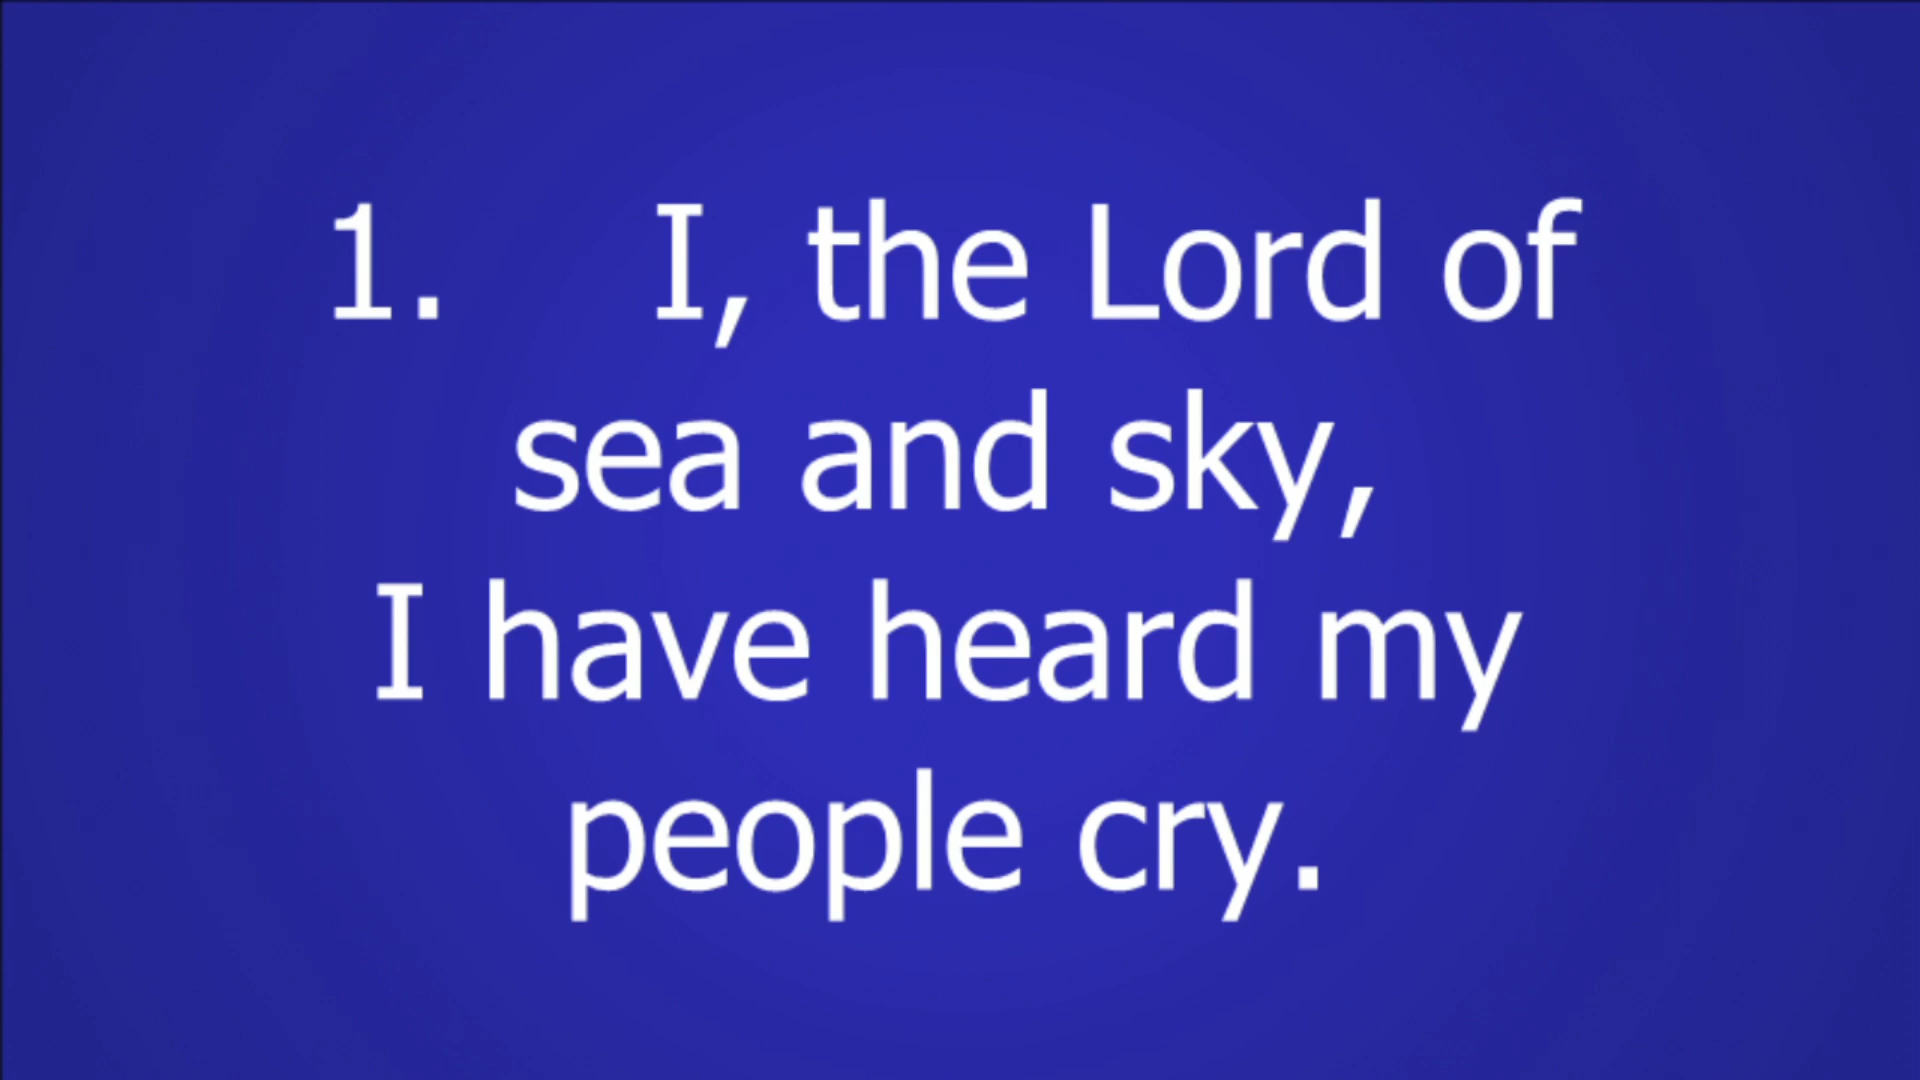 1. I, the Lord of
sea and sky,
I have heard my
people cry.